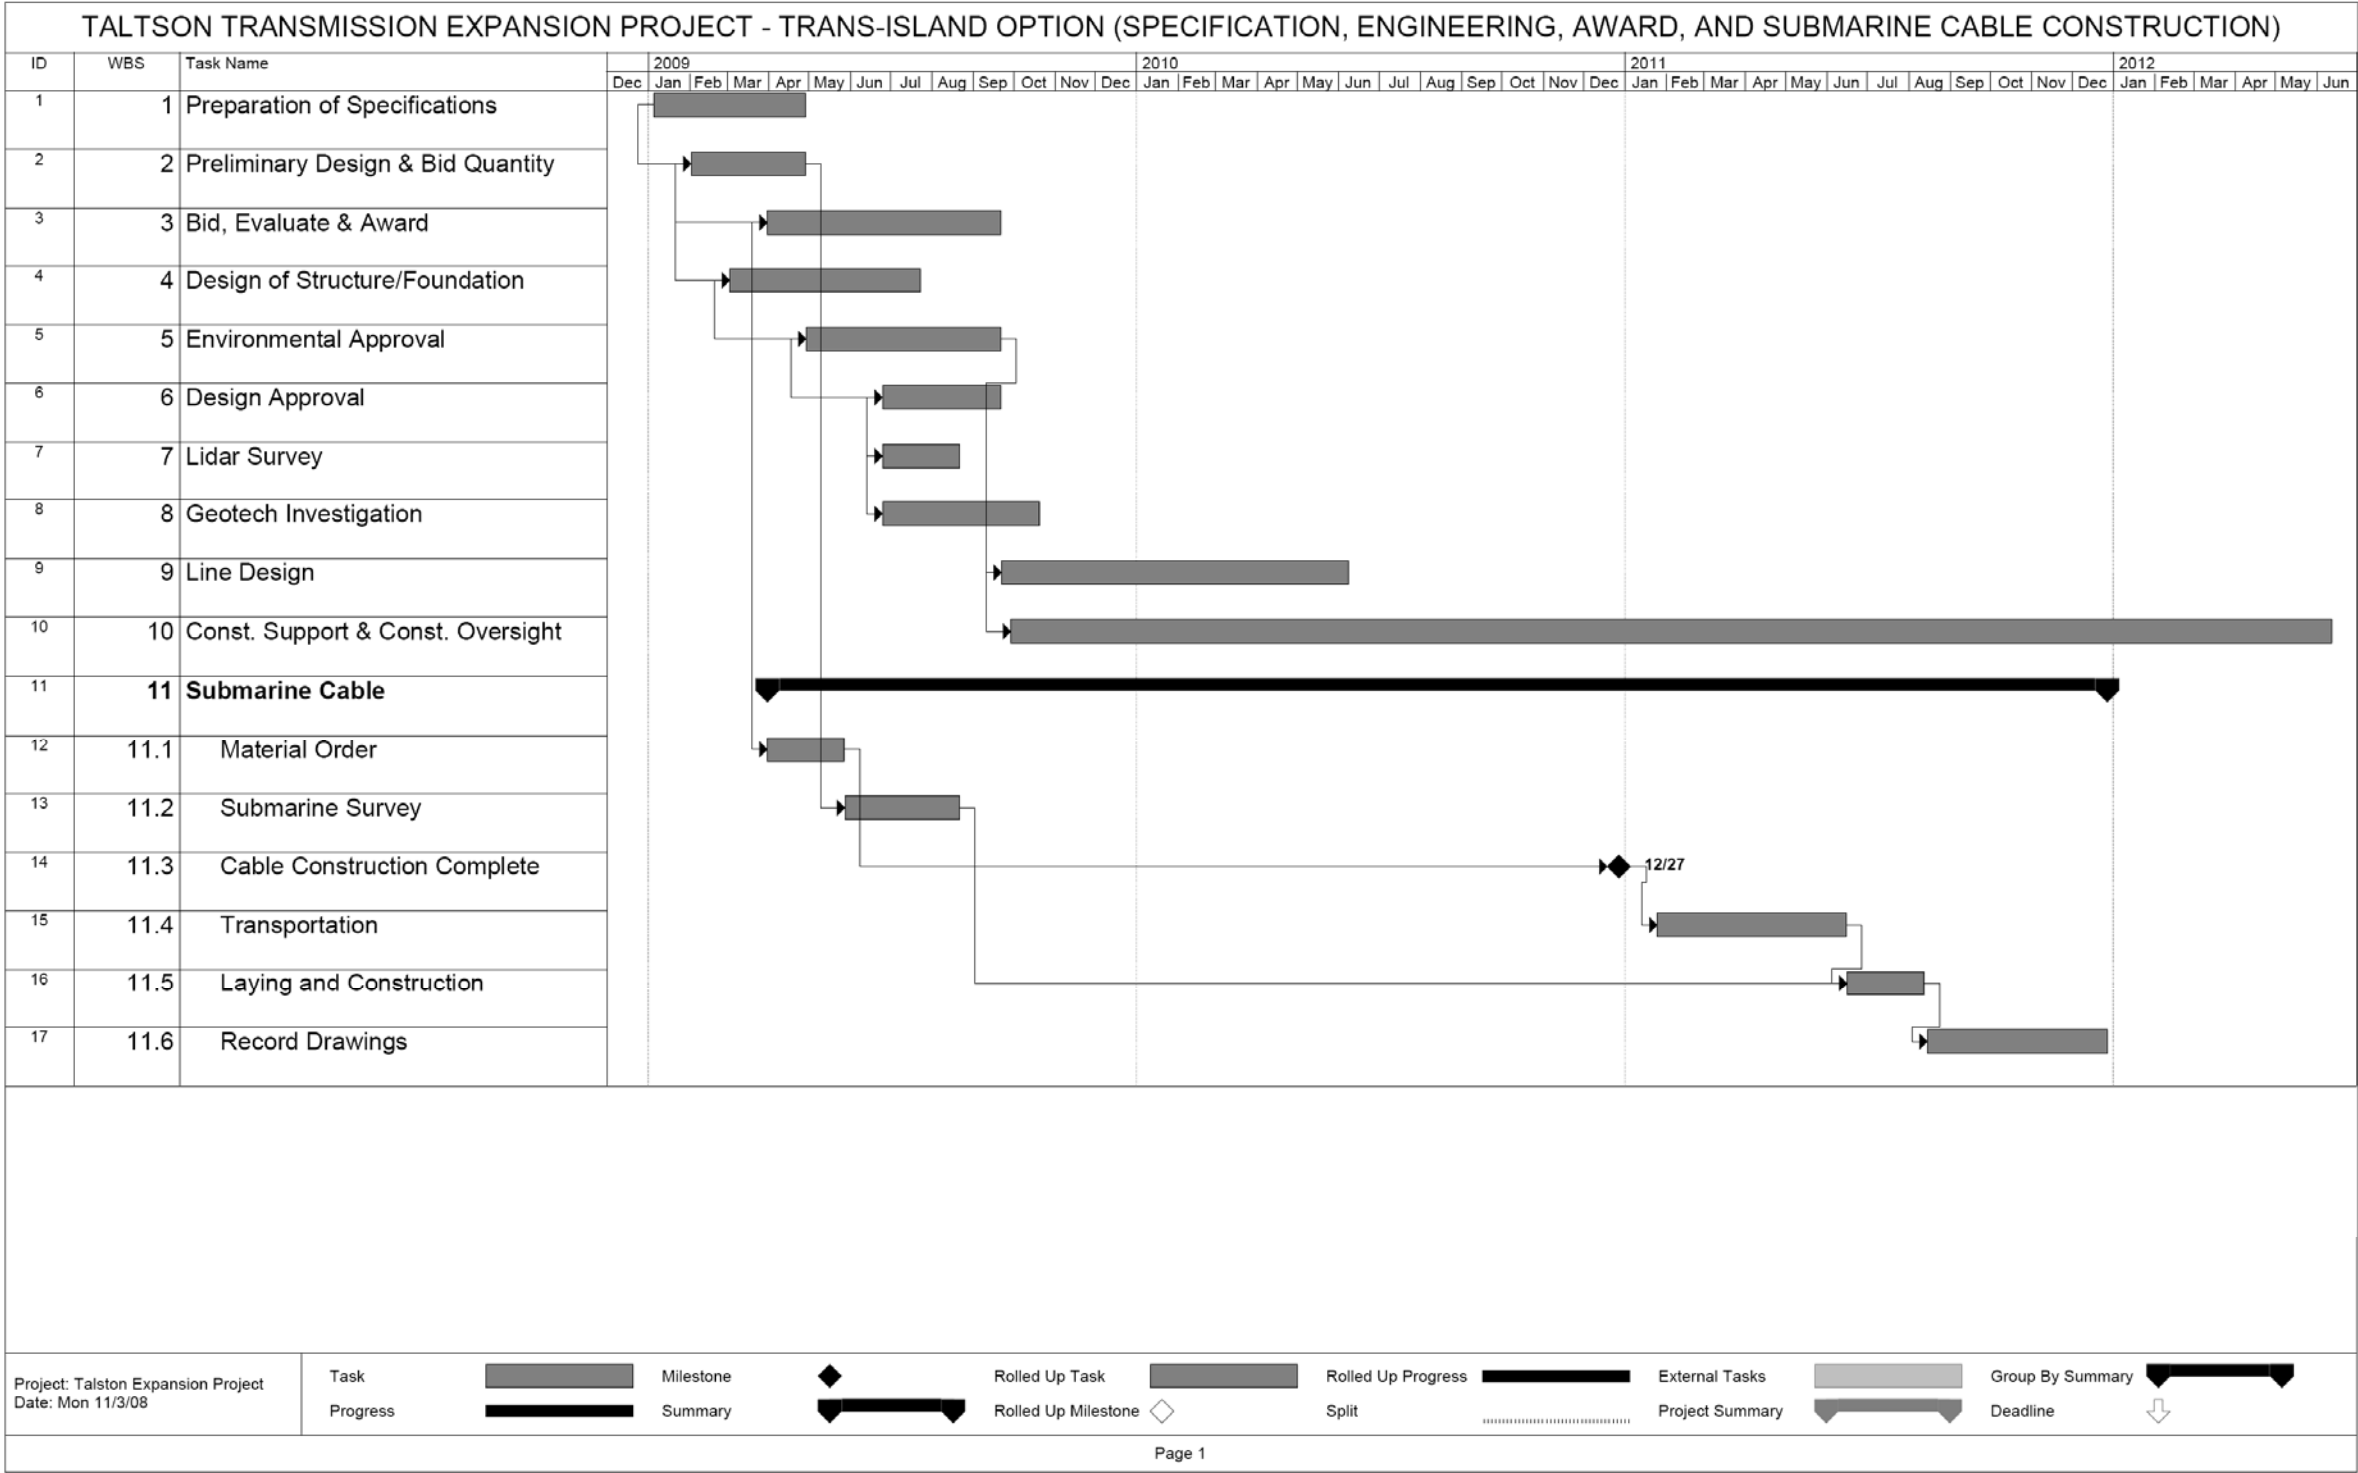 TALTSON TRANSMISSION EXPANSION PROJECT - TRANS-ISLAND OPTION (SPECIFICATION, ENGINEERING, AWARD, AND SUBMARINE CABLE CONSTRUCTION)
ID WBS Task Name 2009 2010 2011 2012
Dec Jan Feb Mar Apr May Jun Jul Aug Sep Oct Nov Dec Jan Feb Mar Apr May Jun Jul Aug Sep Oct Nov Dec Jan Feb Mar Apr May Jun Jul Aug Sep Oct Nov Dec Jan Feb Mar Apr May Jun
1 1 Preparation of Specifications
2 2 Preliminary Design & Bid Quantity
3 3 Bid, Evaluate & Award
4 4 Design of Structure/Foundation
5 5 Environmental Approval
6 6 Design Approval
7 7 Lidar Survey
8 8 Geotech Investigation
9 9 Line Design
10 10 Const. Support & Const. Oversight
11 11 Submarine Cable
12 11.1 Material Order
13 11.2 Submarine Survey
14 11.3 Cable Construction Complete 12/27
15 11.4 Transportation
16 11.5 Laying and Construction
17 11.6 Record Drawings
Project: Talston Expansion Project
Date: Mon 11/3/08
Task Milestone Rolled Up Task Rolled Up Progress External Tasks Group By Summary
Progress Summary Rolled Up Milestone Split Project Summary Deadline
Page 1